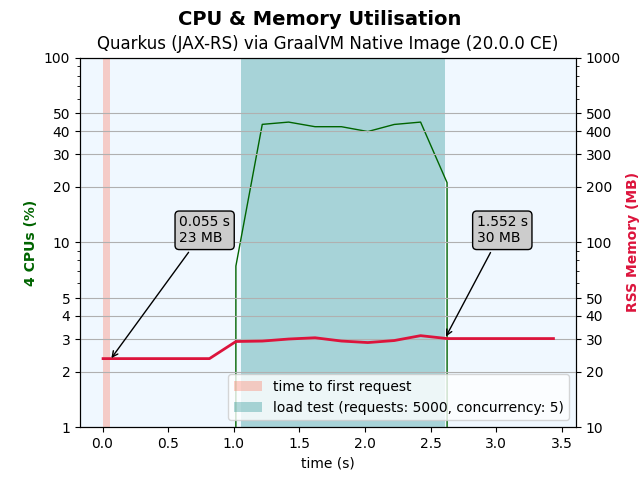 CPU & Memory Utilisation
Quarkus (JAX-RS) via GraalVM Native Image (20.0.0 CE)
100
50
40
30
20
10
5
4
3
2
1
4 CPUs (%)
1000
500
400
300
200
100
50
40
30
20
10
RSS Memory (MB)
0.055 s
23 MB
1.552 s
30 MB
time to first request
load test (requests: 5000, concurrency: 5)
0.0 0.5 1.0 1.5 2.0 2.5 3.0 3.5
time (s)